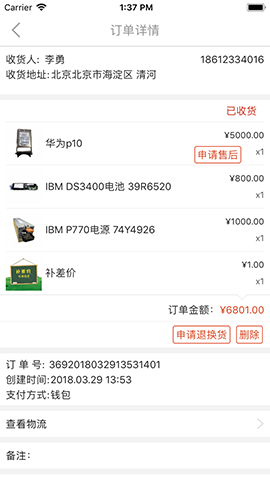 Carrier 1:37 PM
订单详情
收货人: 李勇 18612334016
收货地址: 北京北京市海淀区 清河
已收货
华为p10 ¥5000.00
x1
申请售后
IBM DS3400电池 39R6520 ¥800.00
x1
IBM P770电源 74Y4926 ¥1000.00
x1
补差价 ¥1.00
x1
订单金额: ¥6801.00
申请退换货 删除
订 单 号: 3692018032913531401
创建时间:2018.03.29 13:53
支付方式:钱包
查看物流
备注: